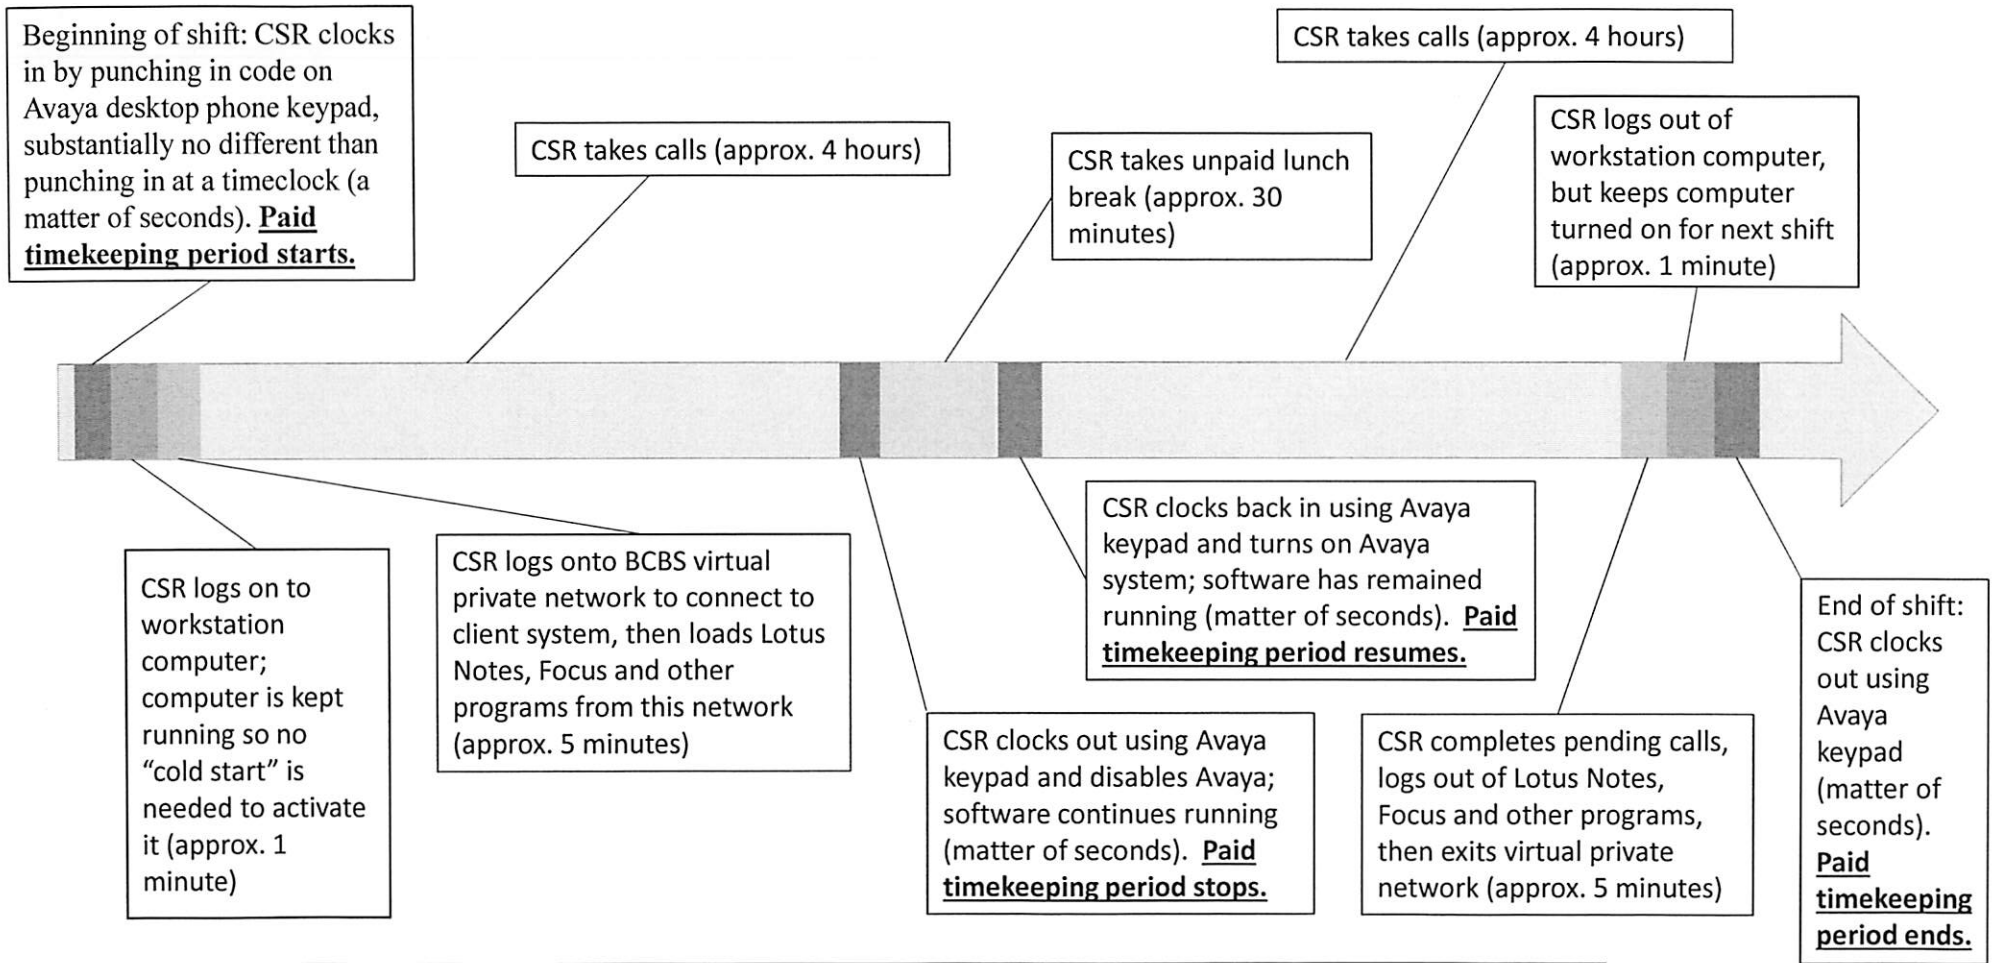 Beginning of shift: CSR clocks
in by punching in code on
Avaya desktop phone keypad,
substantially no different than
punching in at a timeclock (a
matter of seconds). Paid
timekeeping period starts.
CSR takes calls (approx. 4 hours)
CSR takes unpaid lunch
break (approx. 30
minutes)
CSR takes calls (approx. 4 hours)
CSR logs out of
workstation computer,
but keeps computer
turned on for next shift
(approx. 1 minute)
CSR logs on to
workstation
computer;
computer is kept
running so no
“cold start” is
needed to activate
it (approx. 1
minute)
CSR logs onto BCBS virtual
private network to connect to
client system, then loads Lotus
Notes, Focus and other
programs from this network
(approx. 5 minutes)
CSR clocks out using Avaya
keypad and disables Avaya;
software continues running
(matter of seconds). Paid
timekeeping period stops.
CSR clocks back in using Avaya
keypad and turns on Avaya
system; software has remained
running (matter of seconds). Paid
timekeeping period resumes.
CSR completes pending calls,
logs out of Lotus Notes,
Focus and other programs,
then exits virtual private
network (approx. 5 minutes)
End of shift:
CSR clocks
out using
Avaya
keypad
(matter of
seconds).
Paid
timekeeping
period ends.